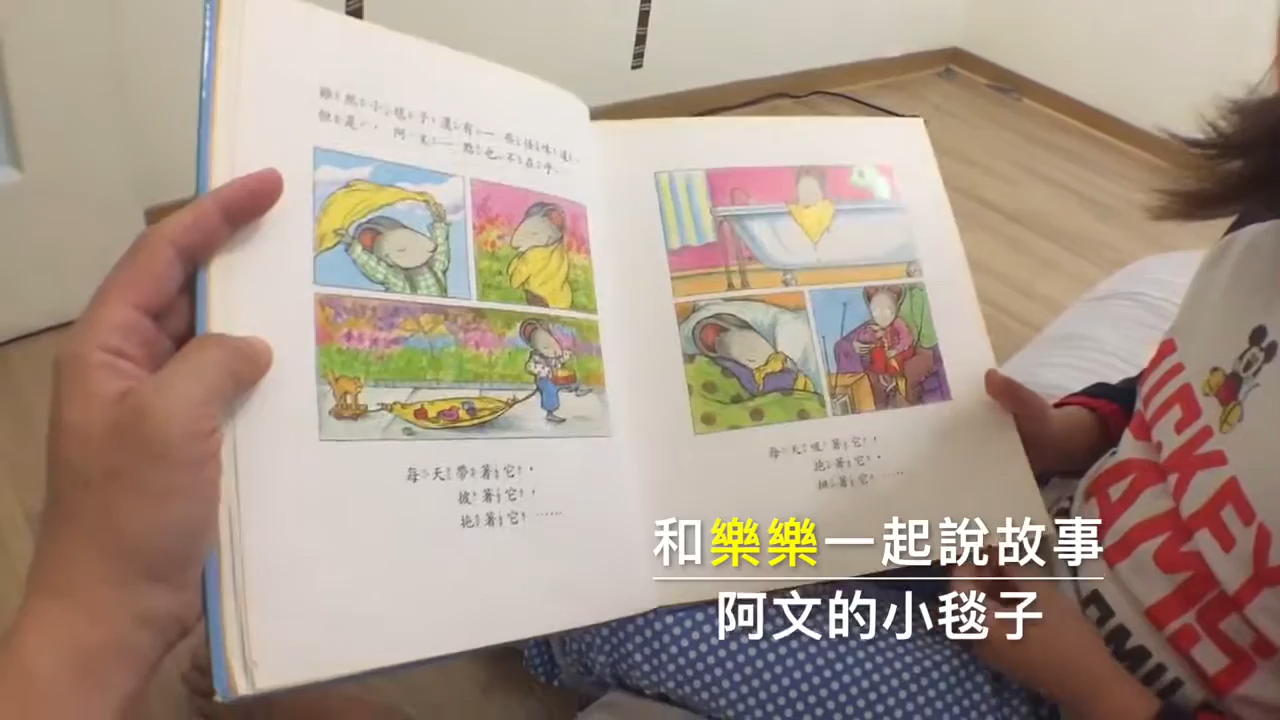 雖然小毯子還有一些怪味道，
但是，阿文一點也不在乎。
每天帶著它，
披著它，
拖著它……
每天吸著它，
抱著它，
拱著它……
和樂樂一起說故事
阿文的小毯子
MICKEY